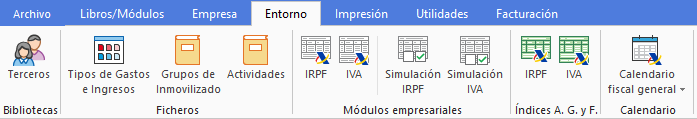 Archivo Libros/Módulos Empresa Entorno Impresión Utilidades Facturación
Terceros Tipos de Gastos Grupos de Actividades IRPF IVA Simulación Simulación IRPF IVA Calendario
e Ingresos Inmovilizado IRPF IVA fiscal general
Bibliotecas Ficheros Módulos empresariales Índices A. G. y F. Calendario